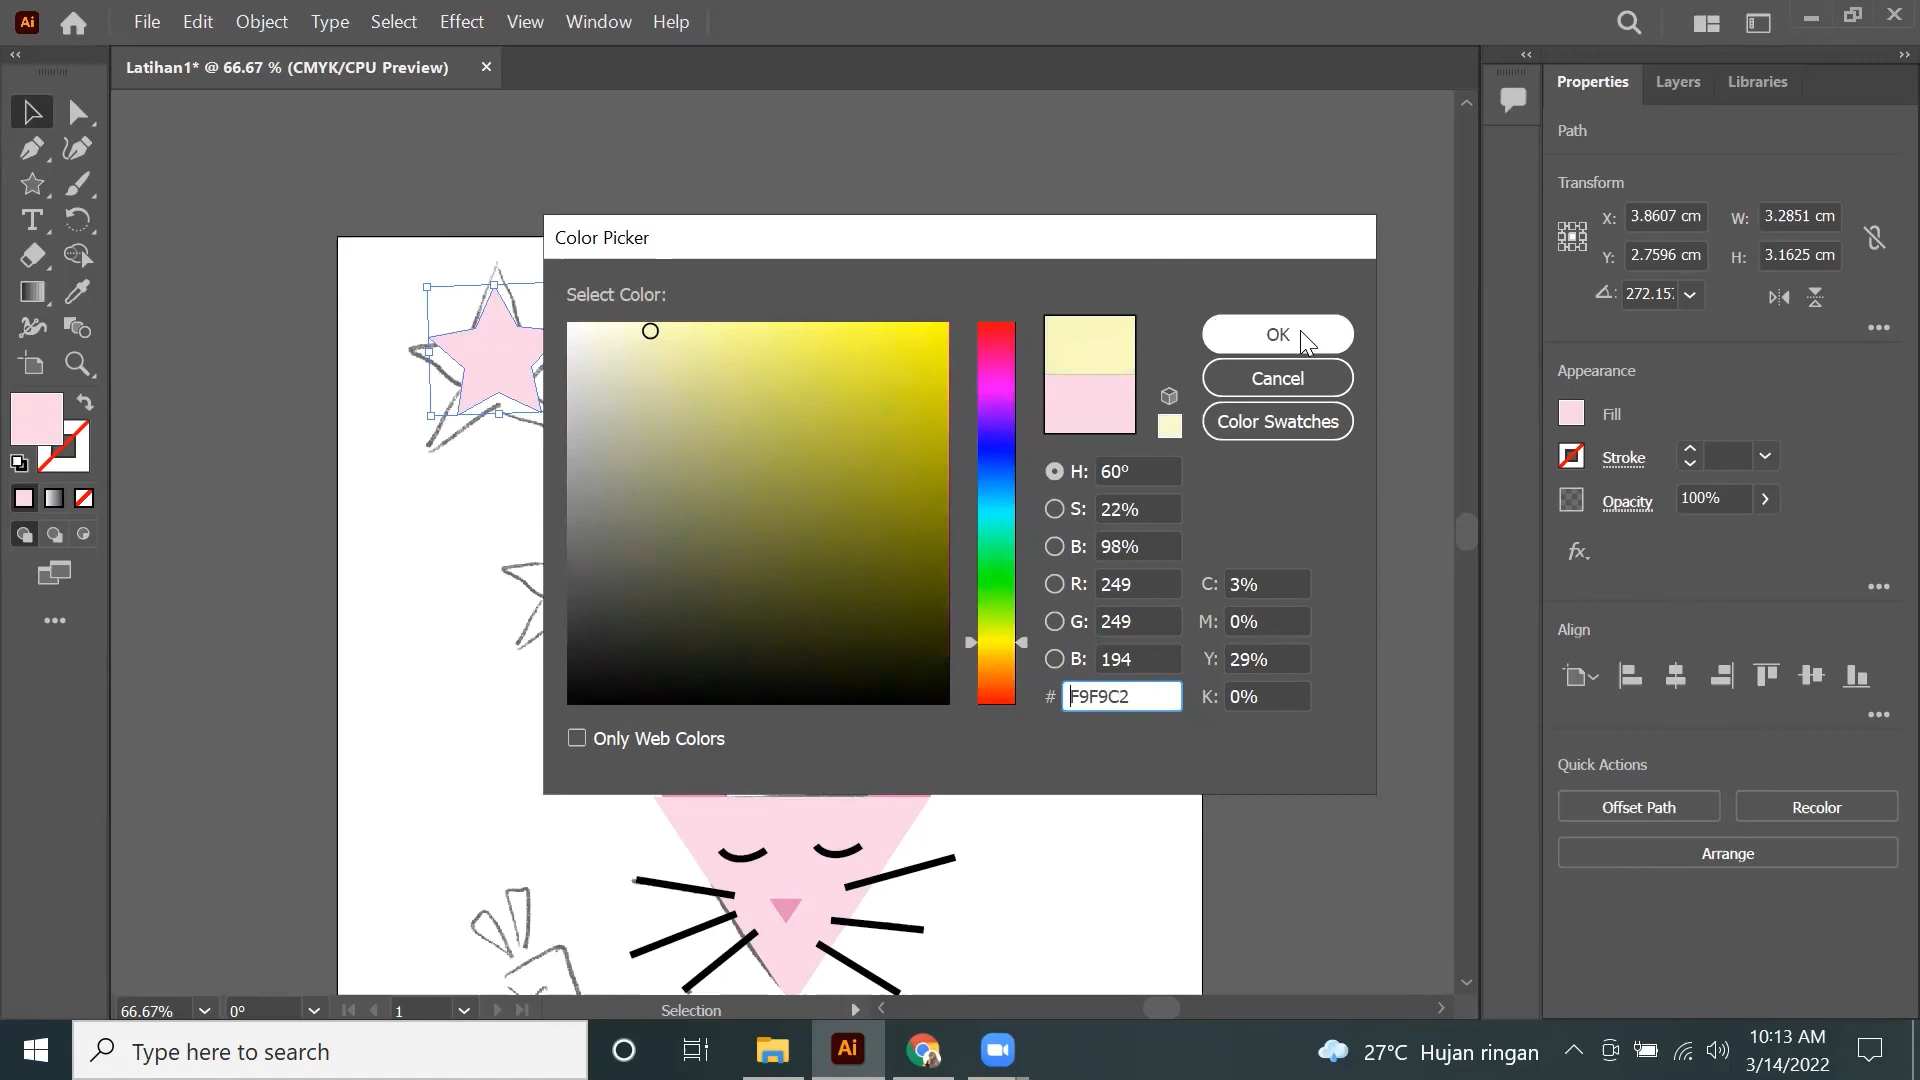 Ai File Edit Object Type Select Effect View Window Help
Latihan1* @ 66.67 % (CMYK/CPU Preview) ×
Properties Layers Libraries
Path
Transform
X: 3.8607 cm W: 3.2851 cm
Y: 2.7596 cm H: 3.1625 cm
272.15
Appearance
Fill
Stroke
Opacity 100%
fx.
Align
Quick Actions
Offset Path Recolor
Arrange
T
Color Picker
Select Color:
OK
Cancel
Color Swatches
H: 60°
S: 22%
B: 98%
R: 249 C: 3%
G: 249 M: 0%
B: 194 Y: 29%
# F9F9C2 K: 0%
Only Web Colors
66.67% 0° 1 Selection
Type here to search
Ai
27°C Hujan ringan
10:13 AM
3/14/2022